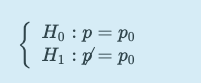 H₀ : p = p₀
H₁ : p̸ = p₀